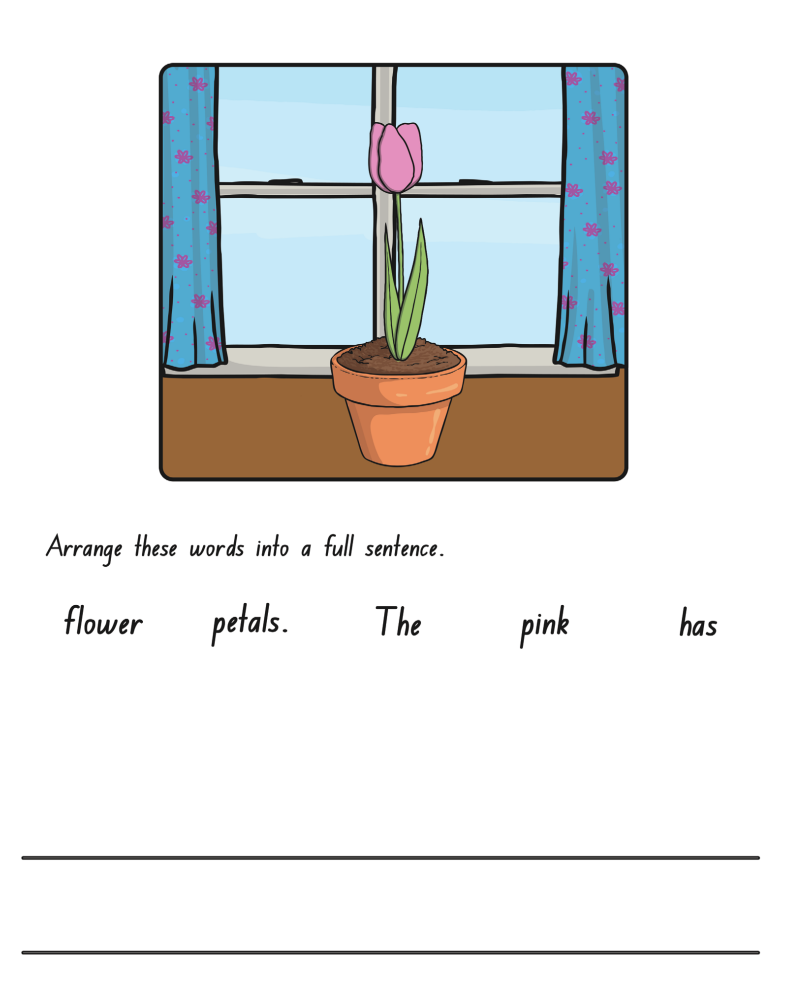 Arrange these words into a full sentence.
flower petals. The pink has